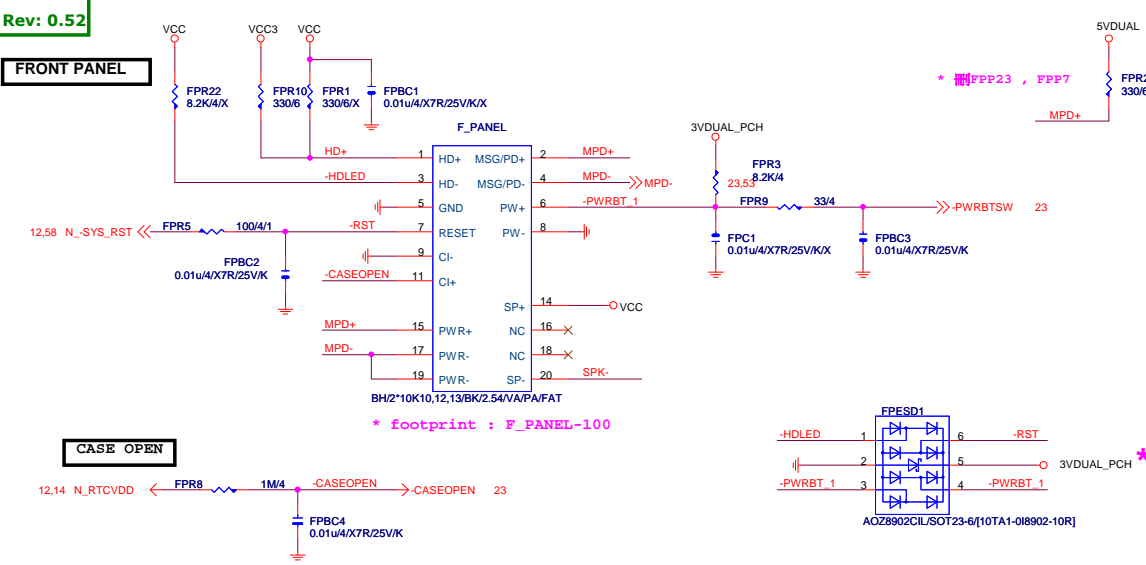 Rev: 0.52
VCC
VCC3
VCC
5VDUAL
FRONT PANEL
FPR22
8.2K/4/X
FPR10
330/6
FPR1
330/6/X
FPBC1
0.01u/4/X7R/25V/K/X
* FPP23 , FPP7
MPD+
F_PANEL
3VDUAL_PCH
HD+
1
HD+
MSG/PD+
2
MPD+
-HDLED
3
HD-
MSG/PD-
4
MPD-
MPD-
23,53
FPR3
8.2K/4
5
GND
PW+
6
-PWRBT_1
FPR9
33/4
-PWRBTSW
23
12,58 N_-SYS_RST
FPR5
100/4/1
-RST
7
RESET
PW-
8
FPC1
0.01u/4/X7R/25V/K/X
FPBC3
0.01u/4/X7R/25V/K
9
CI-
FPBC2
0.01u/4/X7R/25V/K
-CASEOPEN
11
CI+
SP+
14
VCC
MPD+
15
PWR+
NC
16
MPD-
17
PWR-
NC
18
19
PWR-
SP-
20
SPK-
BH/2*10K10,12,13/BK/2.54/VA/PA/FAT
* footprint : F_PANEL-100
CASE OPEN
12,14 N_RTCVDD
FPR8
1M/4
-CASEOPEN
-CASEOPEN
23
FPBC4
0.01u/4/X7R/25V/K
FPESD1
-HDLED
1
6
-RST
2
5
3VDUAL_PCH
*
-PWRBT_1
3
4
-PWRBT_1
AOZ8902CIL/SOT23-6/[10TA1-0I8902-10R]